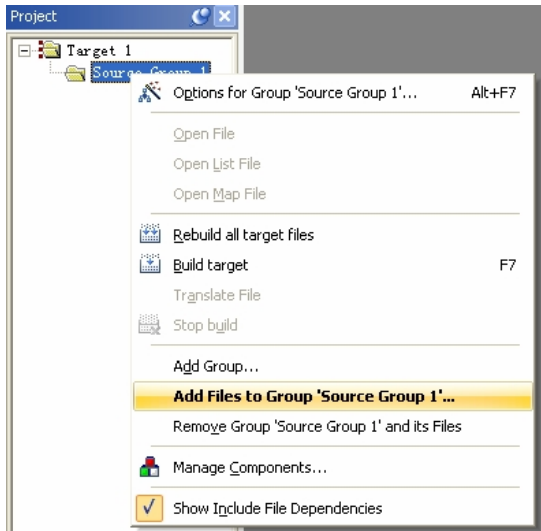 Project
Target 1
Source Group 1
Options for Group 'Source Group 1'... Alt+F7
Open File
Open List File
Open Map File
Rebuild all target files
Build target F7
Translate File
Stop build
Add Group...
Add Files to Group 'Source Group 1'...
Remove Group 'Source Group 1' and its Files
Manage Components...
Show Include File Dependencies